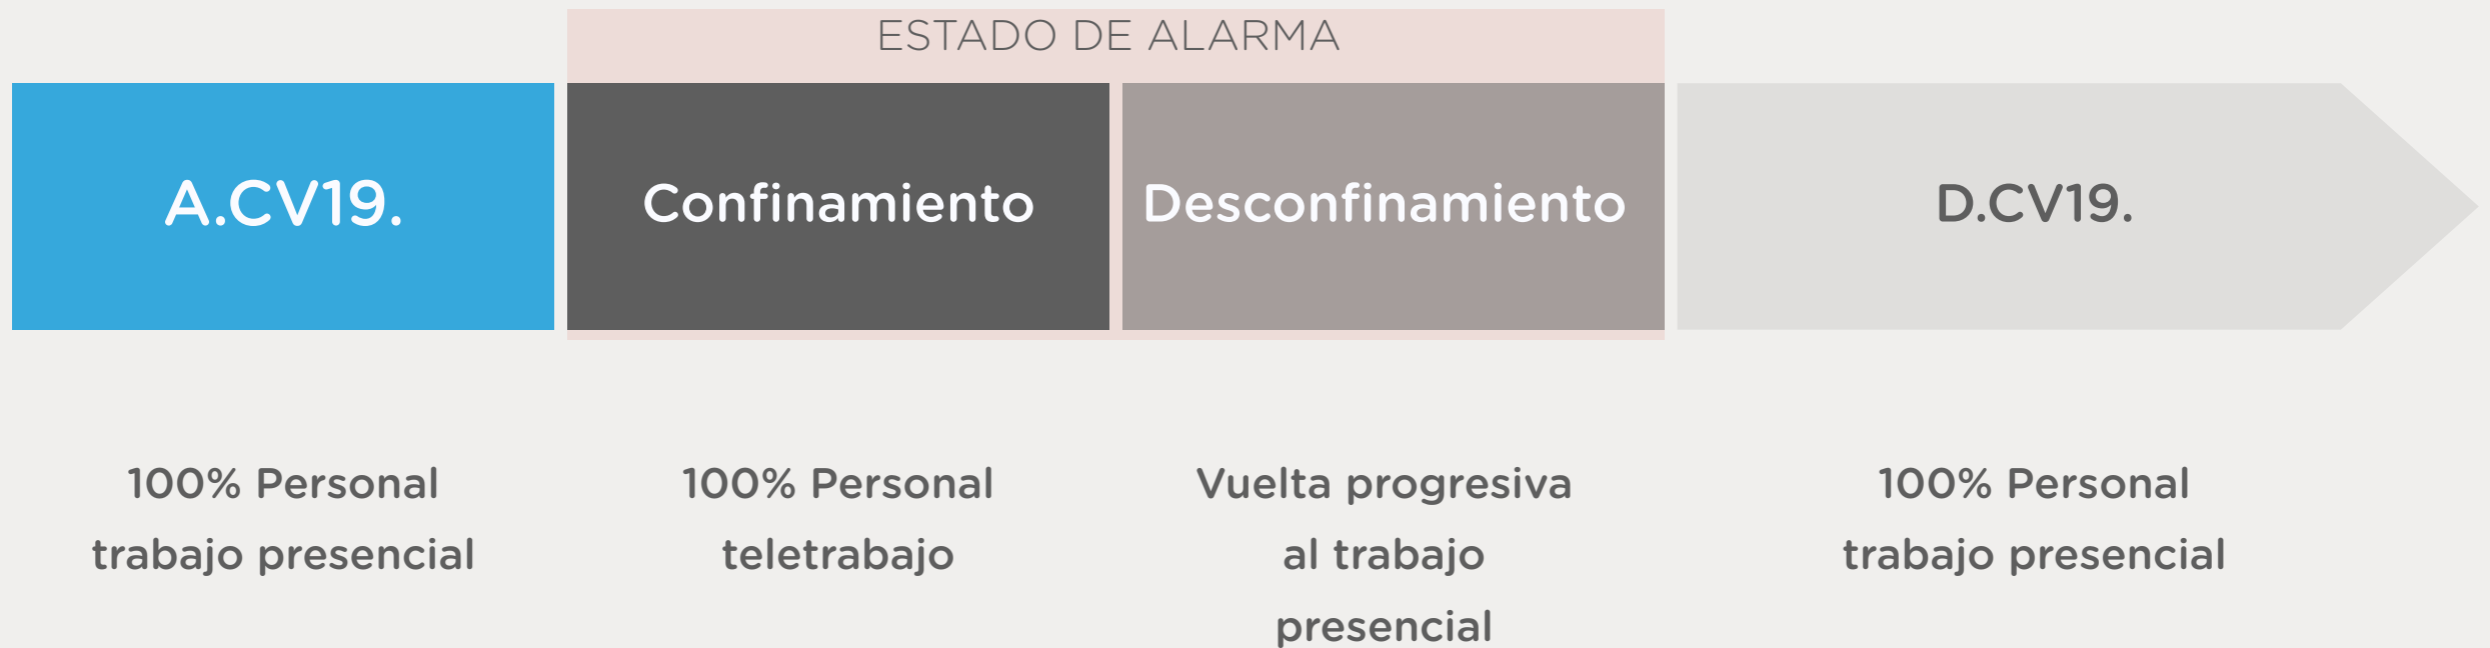 ESTADO DE ALARMA
A.CV19.
Confinamiento
Desconfinamiento
D.CV19.
100% Personal
trabajo presencial
100% Personal
teletrabajo
Vuelta progresiva
al trabajo
presencial
100% Personal
trabajo presencial